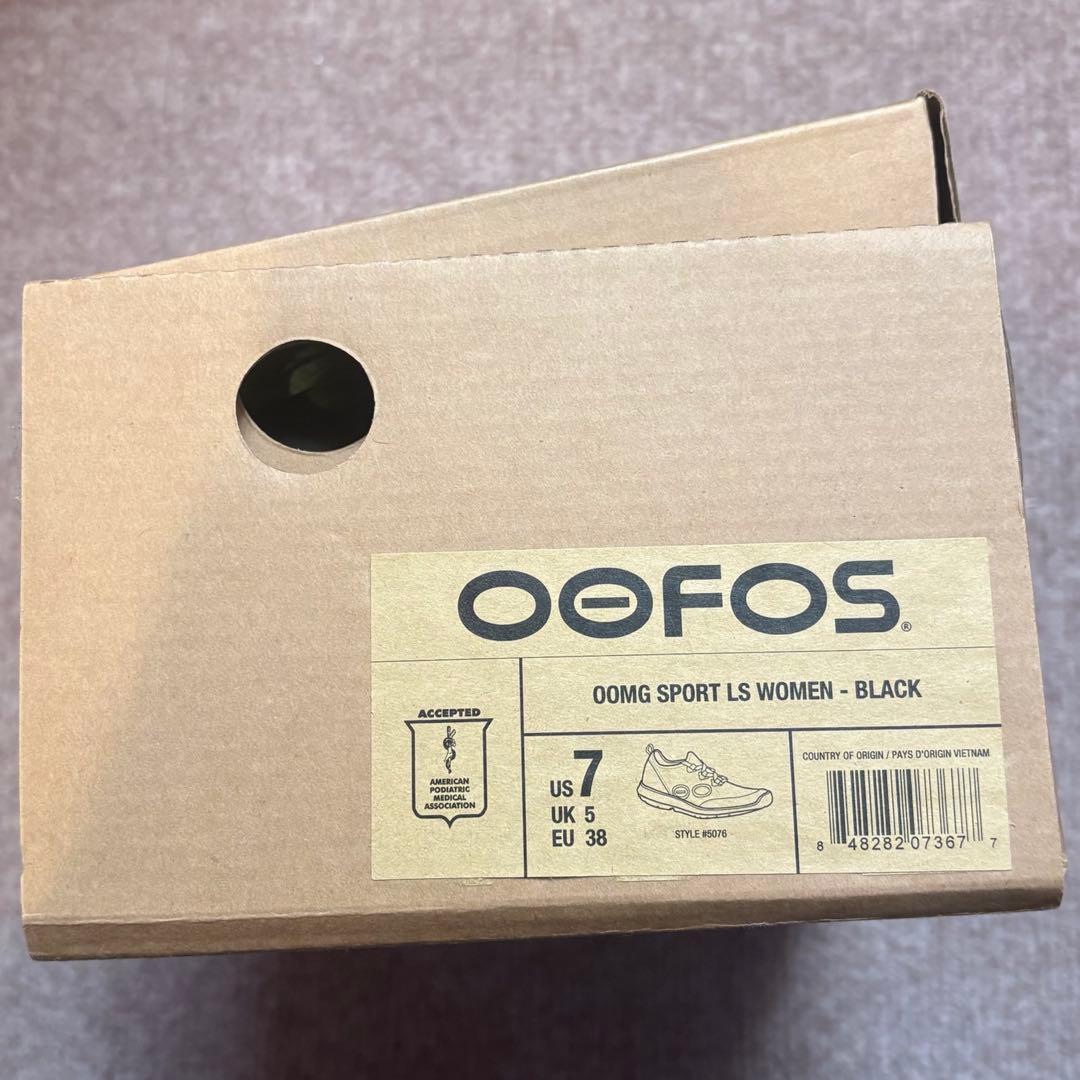 OOFOS®
OOMG SPORT LS WOMEN - BLACK
ACCEPTED
AMERICAN
PODIATRIC
MEDICAL
ASSOCIATION
US 7
UK 5
EU 38
STYLE #5076
COUNTRY OF ORIGIN / PAYS D'ORIGIN VIETNAM
8 48282 07367 7